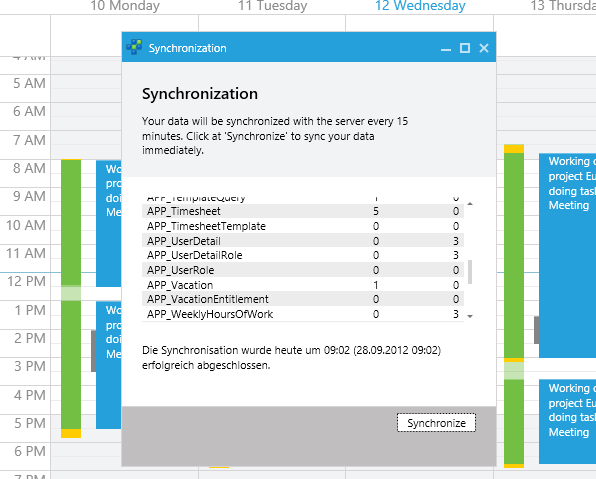 10 Monday
11 Tuesday
12 Wednesday
13 Thursda
4 AM
5 AM
6 AM
7 AM
8 AM
9 AM
10 AM
11 AM
12 PM
1 PM
2 PM
3 PM
4 PM
5 PM
6 PM
7 PM
Synchronization
Synchronization
Your data will be synchronized with the server every 15
minutes. Click at 'Synchronize' to sync your data
immediately.
APP_TemplateQuery 1 0
APP_Timesheet 5 0
APP_TimesheetTemplate 0 0
APP_UserDetail 0 3
APP_UserDetailRole 0 3
APP_UserRole 0 0
APP_Vacation 1 0
APP_VacationEntitlement 0 0
APP_WeeklyHoursOfWork 0 3
Die Synchronisation wurde heute um 09:02 (28.09.2012 09:02)
erfolgreich abgeschlossen.
Synchronize
Wo
pro
doi
Me
Wo
pro
doi
Me
Working o
project Eu
doing tas
Meeting
Working o
project Eu
doing tas
Meeting